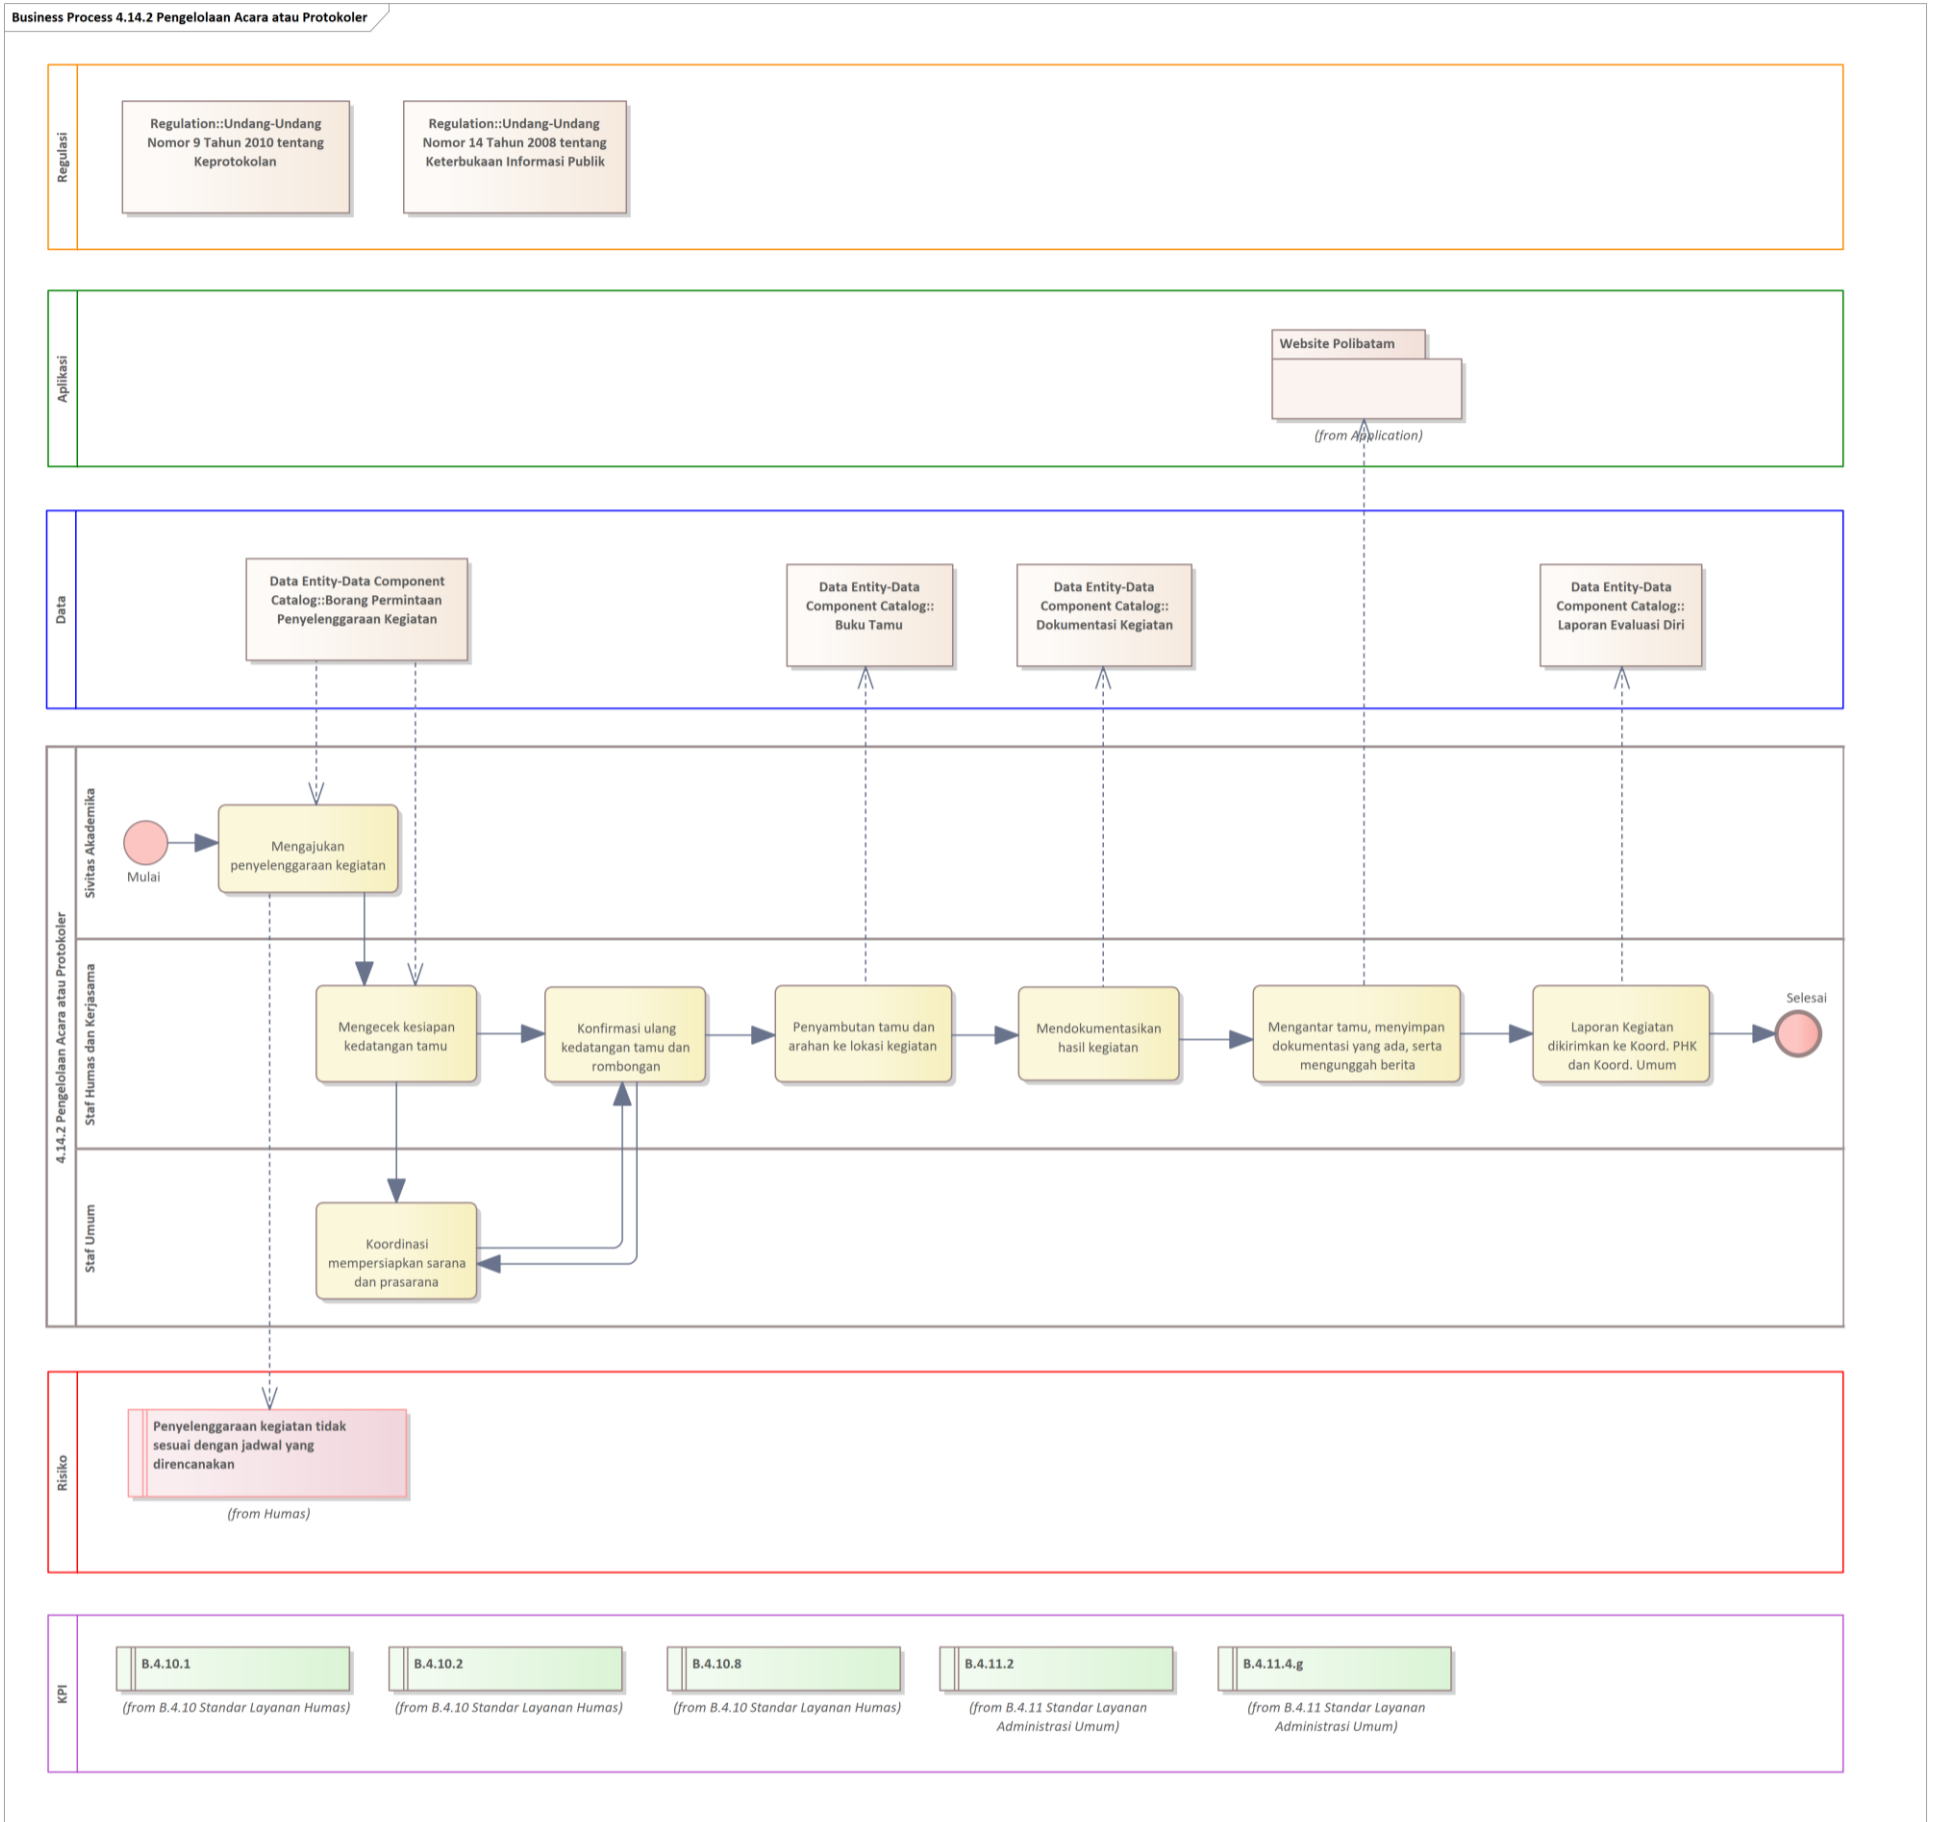 Business Process 4.14.2 Pengelolaan Acara atau Protokoler
Regulasi
Regulation::Undang-Undang
Nomor 9 Tahun 2010 tentang
Keprotokolan
Regulation::Undang-Undang
Nomor 14 Tahun 2008 tentang
Keterbukaan Informasi Publik
Aplikasi
Website Polibatam
(from Application)
Data
Data Entity-Data Component
Catalog::Borang Permintaan
Penyelenggaraan Kegiatan
Data Entity-Data
Component Catalog::
Buku Tamu
Data Entity-Data
Component Catalog::
Dokumentasi Kegiatan
Data Entity-Data
Component Catalog::
Laporan Evaluasi Diri
4.14.2 Pengelolaan Acara atau Protokoler
Sivitas Akademika
Mulai
Mengajukan
penyelenggaraan kegiatan
Staf Humas dan Kerjasama
Mengecek kesiapan
kedatangan tamu
Konfirmasi ulang
kedatangan tamu dan
rombongan
Penyambutan tamu dan
arahan ke lokasi kegiatan
Mendokumentasikan
hasil kegiatan
Mengantar tamu, menyimpan
dokumentasi yang ada, serta
mengunggah berita
Laporan Kegiatan
dikirimkan ke Koord. PHK
dan Koord. Umum
Selesai
Staf Umum
Koordinasi
mempersiapkan sarana
dan prasarana
Risiko
Penyelenggaraan kegiatan tidak
sesuai dengan jadwal yang
direncanakan
(from Humas)
KPI
B.4.10.1
(from B.4.10 Standar Layanan Humas)
B.4.10.2
(from B.4.10 Standar Layanan Humas)
B.4.10.8
(from B.4.10 Standar Layanan Humas)
B.4.11.2
(from B.4.11 Standar Layanan
Administrasi Umum)
B.4.11.4.g
(from B.4.11 Standar Layanan
Administrasi Umum)